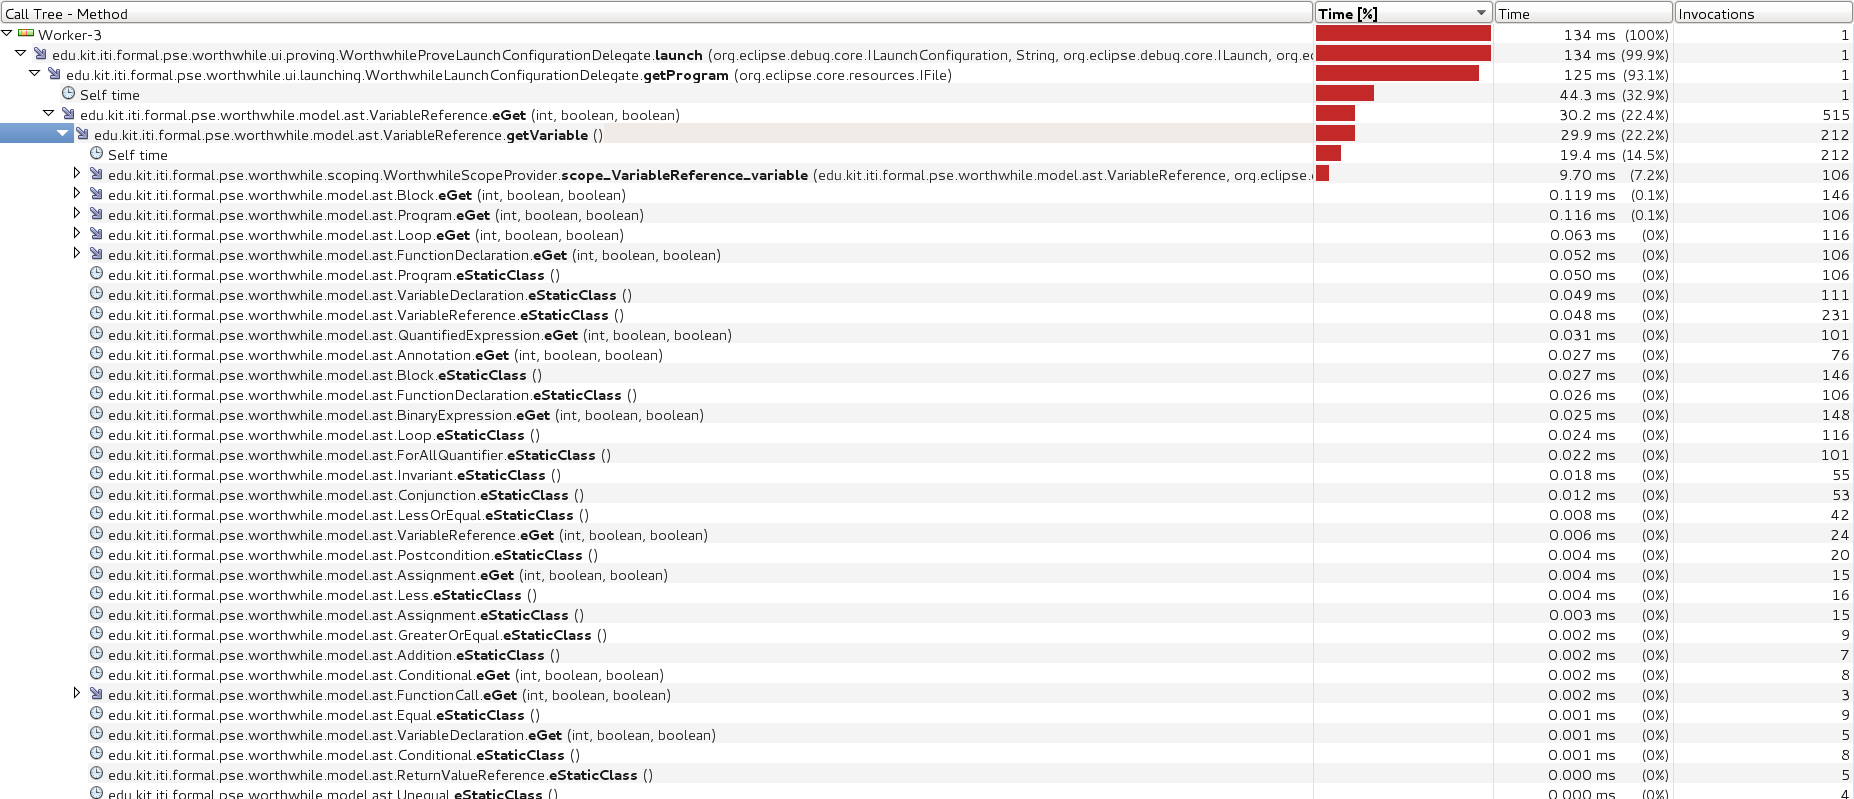 Call Tree - Method Time [%] Time Invocations
Worker-3 134 ms (100%) 1
edu.kit.iti.formal.pse.worthwhile.ui.proving.WorthwhileProveLaunchConfigurationDelegate.launch (org.eclipse.debug.core.ILaunchConfiguration, String, org.eclipse.debug.core.ILaunch, org.ec 134 ms (99.9%) 1
edu.kit.iti.formal.pse.worthwhile.ui.launching.WorthwhileLaunchConfigurationDelegate.getProgram (org.eclipse.core.resources.IFile) 125 ms (93.1%) 1
Self time 44.3 ms (32.9%) 1
edu.kit.iti.formal.pse.worthwhile.model.ast.VariableReference.eGet (int, boolean, boolean) 30.2 ms (22.4%) 515
edu.kit.iti.formal.pse.worthwhile.model.ast.VariableReference.getVariable () 29.9 ms (22.2%) 212
Self time 19.4 ms (14.5%) 212
edu.kit.iti.formal.pse.worthwhile.scoping.WorthwhileScopeProvider.scope_VariableReference_variable (edu.kit.iti.formal.pse.worthwhile.model.ast.VariableReference, org.eclipse. 9.70 ms (7.2%) 106
edu.kit.iti.formal.pse.worthwhile.model.ast.Block.eGet (int, boolean, boolean) 0.119 ms (0.1%) 146
edu.kit.iti.formal.pse.worthwhile.model.ast.Program.eGet (int, boolean, boolean) 0.116 ms (0.1%) 106
edu.kit.iti.formal.pse.worthwhile.model.ast.Loop.eGet (int, boolean, boolean) 0.063 ms (0%) 116
edu.kit.iti.formal.pse.worthwhile.model.ast.FunctionDeclaration.eGet (int, boolean, boolean) 0.052 ms (0%) 106
edu.kit.iti.formal.pse.worthwhile.model.ast.Program.eStaticClass () 0.050 ms (0%) 106
edu.kit.iti.formal.pse.worthwhile.model.ast.VariableDeclaration.eStaticClass () 0.049 ms (0%) 111
edu.kit.iti.formal.pse.worthwhile.model.ast.VariableReference.eStaticClass () 0.048 ms (0%) 231
edu.kit.iti.formal.pse.worthwhile.model.ast.QuantifiedExpression.eGet (int, boolean, boolean) 0.031 ms (0%) 101
edu.kit.iti.formal.pse.worthwhile.model.ast.Annotation.eGet (int, boolean, boolean) 0.027 ms (0%) 76
edu.kit.iti.formal.pse.worthwhile.model.ast.Block.eStaticClass () 0.027 ms (0%) 146
edu.kit.iti.formal.pse.worthwhile.model.ast.FunctionDeclaration.eStaticClass () 0.026 ms (0%) 106
edu.kit.iti.formal.pse.worthwhile.model.ast.BinaryExpression.eGet (int, boolean, boolean) 0.025 ms (0%) 148
edu.kit.iti.formal.pse.worthwhile.model.ast.Loop.eStaticClass () 0.024 ms (0%) 116
edu.kit.iti.formal.pse.worthwhile.model.ast.ForAllQuantifier.eStaticClass () 0.022 ms (0%) 101
edu.kit.iti.formal.pse.worthwhile.model.ast.Invariant.eStaticClass () 0.018 ms (0%) 55
edu.kit.iti.formal.pse.worthwhile.model.ast.Conjunction.eStaticClass () 0.012 ms (0%) 53
edu.kit.iti.formal.pse.worthwhile.model.ast.LessOrEqual.eStaticClass () 0.008 ms (0%) 42
edu.kit.iti.formal.pse.worthwhile.model.ast.VariableReference.eGet (int, boolean, boolean) 0.006 ms (0%) 24
edu.kit.iti.formal.pse.worthwhile.model.ast.Postcondition.eStaticClass () 0.004 ms (0%) 20
edu.kit.iti.formal.pse.worthwhile.model.ast.Assignment.eGet (int, boolean, boolean) 0.004 ms (0%) 15
edu.kit.iti.formal.pse.worthwhile.model.ast.Less.eStaticClass () 0.004 ms (0%) 16
edu.kit.iti.formal.pse.worthwhile.model.ast.Assignment.eStaticClass () 0.003 ms (0%) 15
edu.kit.iti.formal.pse.worthwhile.model.ast.GreaterOrEqual.eStaticClass () 0.002 ms (0%) 9
edu.kit.iti.formal.pse.worthwhile.model.ast.Addition.eStaticClass () 0.002 ms (0%) 7
edu.kit.iti.formal.pse.worthwhile.model.ast.Conditional.eGet (int, boolean, boolean) 0.002 ms (0%) 8
edu.kit.iti.formal.pse.worthwhile.model.ast.FunctionCall.eGet (int, boolean, boolean) 0.002 ms (0%) 3
edu.kit.iti.formal.pse.worthwhile.model.ast.Equal.eStaticClass () 0.001 ms (0%) 9
edu.kit.iti.formal.pse.worthwhile.model.ast.VariableDeclaration.eGet (int, boolean, boolean) 0.001 ms (0%) 5
edu.kit.iti.formal.pse.worthwhile.model.ast.Conditional.eStaticClass () 0.001 ms (0%) 8
edu.kit.iti.formal.pse.worthwhile.model.ast.ReturnValueReference.eStaticClass () 0.000 ms (0%) 5
edu.kit.iti.formal.pse.worthwhile.model.ast.Unequal.eStaticClass () 0.000 ms (0%) 4